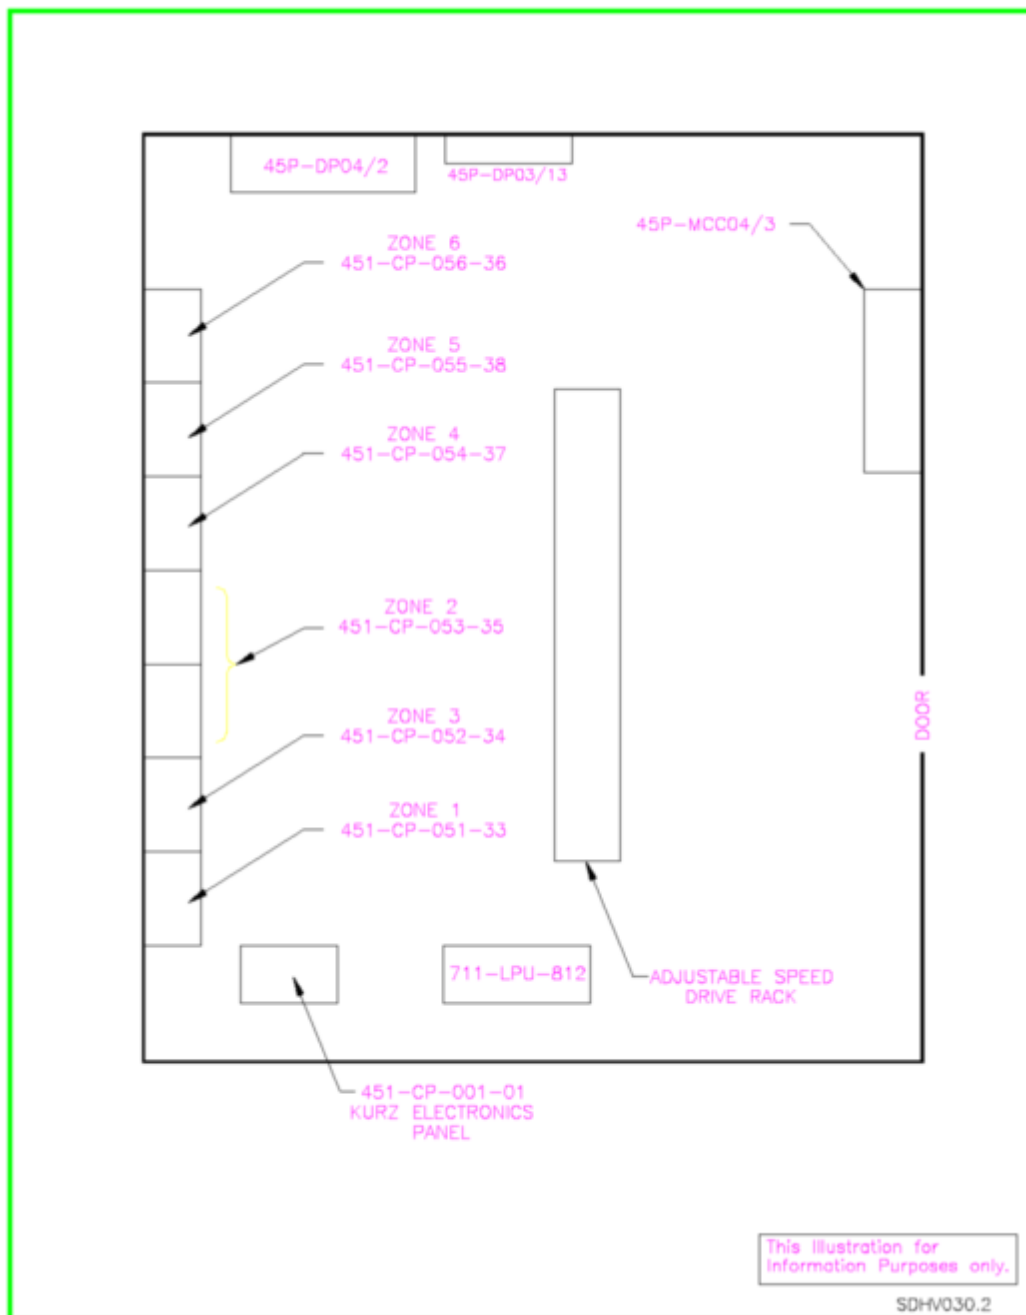 45P-DP04/2
45P-DP03/13
45P-MCC04/3
ZONE 6
451-CP-056-36
ZONE 5
451-CP-055-38
ZONE 4
451-CP-054-37
ZONE 2
451-CP-053-35
DOOR
ZONE 3
451-CP-052-34
ZONE 1
451-CP-051-33
711-LPU-812
ADJUSTABLE SPEED
DRIVE RACK
451-CP-001-01
KURZ ELECTRONICS
PANEL
This Illustration for
Information Purposes only.
SDHV030.2